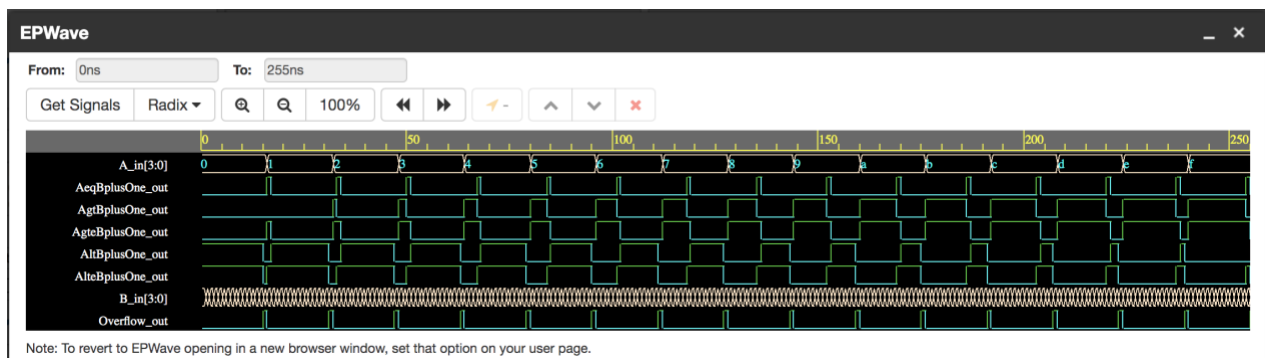 EPWave
From: 0ns To: 255ns
Get Signals Radix 100% -
0 50 100 150 200 250
A_in[3:0] 0 1 2 3 4 5 6 7 8 9 a b c d e f
AeqBplusOne_out
AgtBplusOne_out
AgteBplusOne_out
AltBplusOne_out
AlteBplusOne_out
B_in[3:0]
Overflow_out
Note: To revert to EPWave opening in a new browser window, set that option on your user page.